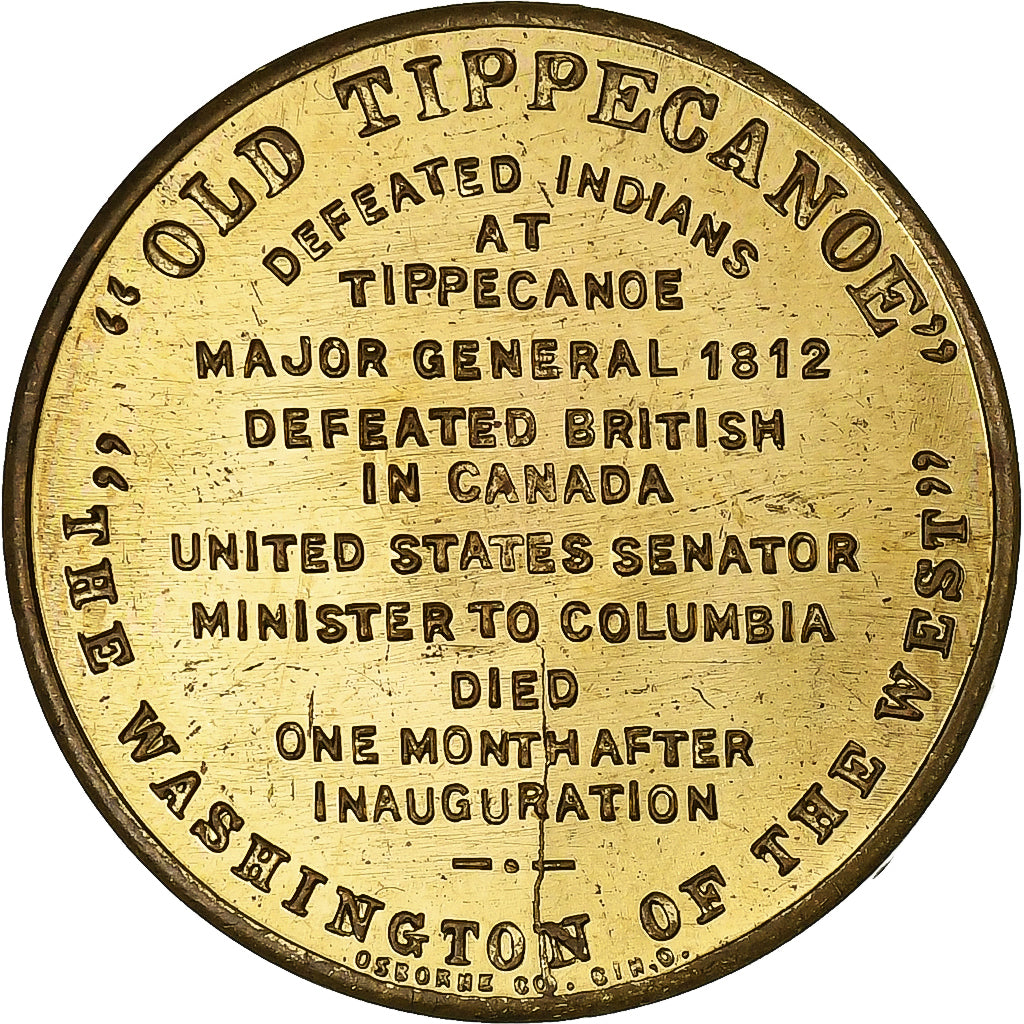 "OLD TIPPECANOE"
DEFEATED INDIANS
AT
TIPPECANOE
MAJOR GENERAL 1812
DEFEATED BRITISH
IN CANADA
UNITED STATES SENATOR
MINISTER TO COLUMBIA
DIED
ONE MONTH AFTER
INAUGURATION
"THE WASHINGTON OF THE WEST"
OSBORNE CO. CIN, O.